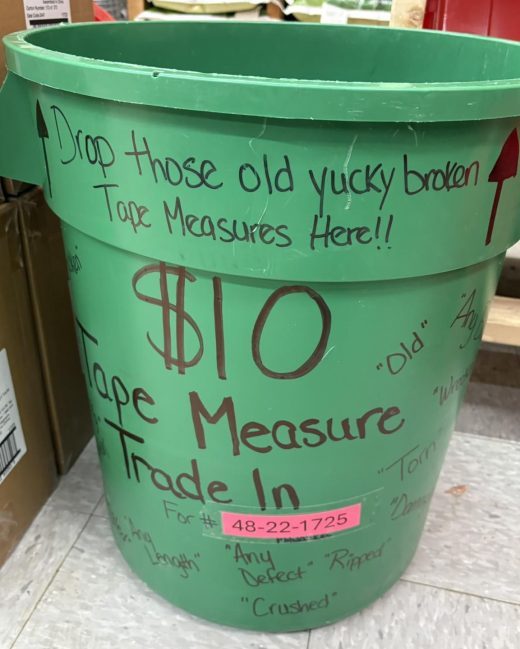 Drop those old yucky broken
Tape Measures Here!!
$10
Tape Measure
Trade In
For # 48-22-1725
"Old"
"Torn"
"Any
Length"
"Any
Defect"
"Ripped"
"Crushed"